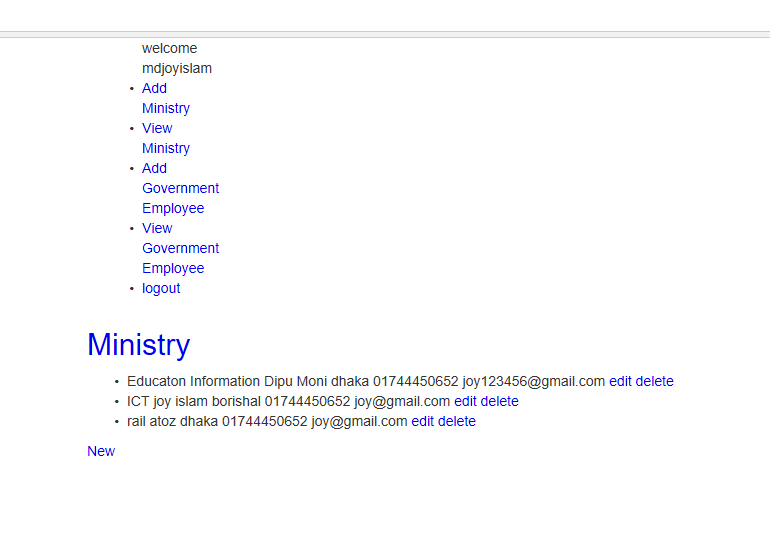 welcome
mdjoyislam
• Add
Ministry
• View
Ministry
• Add
Government
Employee
• View
Government
Employee
• logout
Ministry
• Educaton Information Dipu Moni dhaka 01744450652 joy123456@gmail.com edit delete
• ICT joy islam borishal 01744450652 joy@gmail.com edit delete
• rail atoz dhaka 01744450652 joy@gmail.com edit delete
New